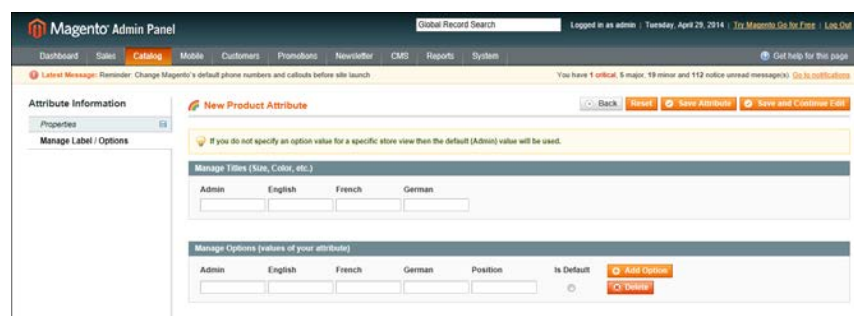 Magento® Admin Panel
Global Record Search
Logged in as admin | Tuesday, April 29, 2014 | Try Magento Go for Free | Log Out
Dashboard Sales Catalog Mobile Customers Promotions Newsletter CMS Reports System Get help for this page
Latest Message: Reminder: Change Magento's default phone numbers and callouts before site launch You have 1 critical, 5 major, 19 minor and 112 notice unread message(s). Go to notifications
Attribute Information
Properties
Manage Label / Options
New Product Attribute
Back Reset Save Attribute Save and Continue Edit
If you do not specify an option value for a specific store view then the default (Admin) value will be used.
Manage Titles (Size, Color, etc.)
Admin English French German
Manage Options (values of your attribute)
Admin English French German Position Is Default Add Option
Delete